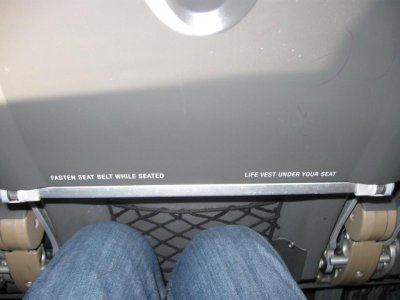 FASTEN SEAT BELT WHILE SEATED
LIFE VEST UNDER YOUR SEAT